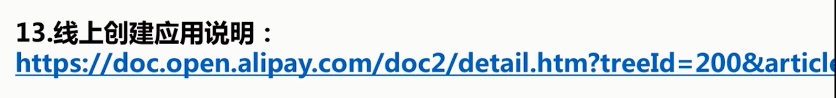 13.线上创建应用说明：
https://doc.open.alipay.com/doc2/detail.htm?treeId=200&article